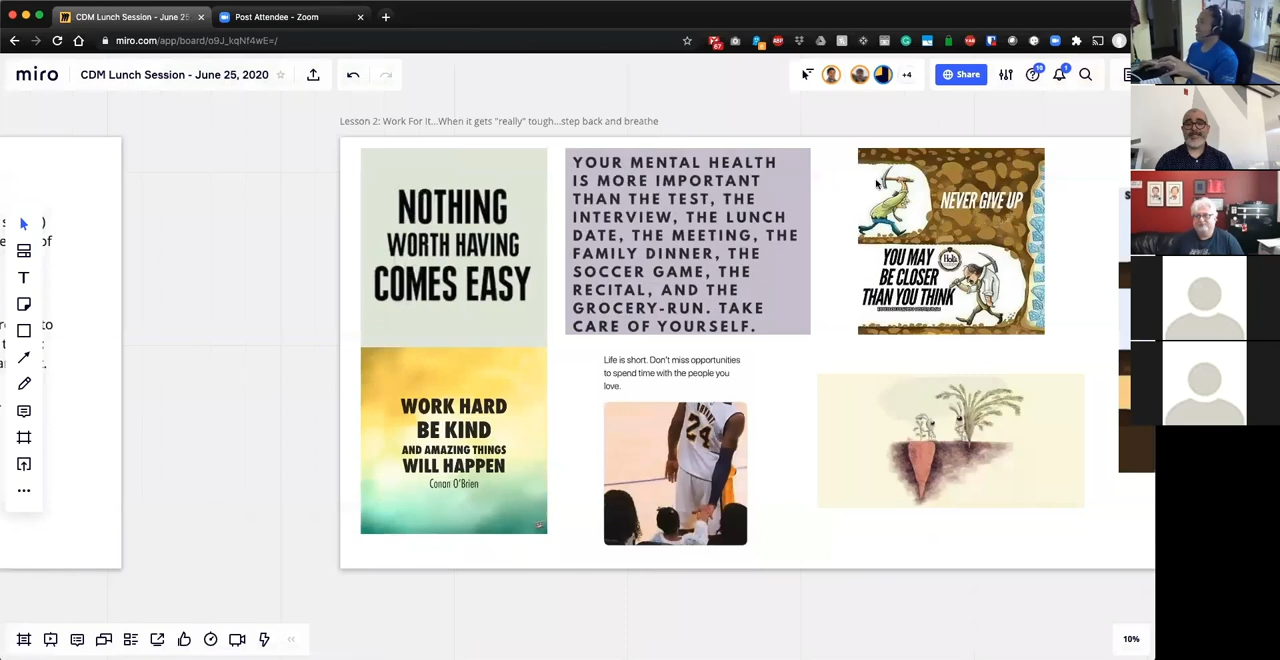 CDM Lunch Session - June 25
Post Attendee - Zoom
miro.com/app/board/o9J_kqNf4wE=/
67
ABP
miro
CDM Lunch Session - June 25, 2020
+4
Share
10
1
Lesson 2: Work For It...When it gets "really" tough...step back and breathe
NOTHING
WORTH HAVING
COMES EASY
YOUR MENTAL HEALTH
IS MORE IMPORTANT
THAN THE TEST, THE
INTERVIEW, THE LUNCH
DATE, THE MEETING, THE
FAMILY DINNER, THE
SOCCER GAME, THE
RECITAL, AND THE
GROCERY-RUN. TAKE
CARE OF YOURSELF.
NEVER GIVE UP
YOU MAY
BE CLOSER
THAN YOU THINK
WORK HARD
BE KIND
AND AMAZING THINGS
WILL HAPPEN
Conan O'Brien
Life is short. Don't miss opportunities
to spend time with the people you
love.
BRYANT
24
10%